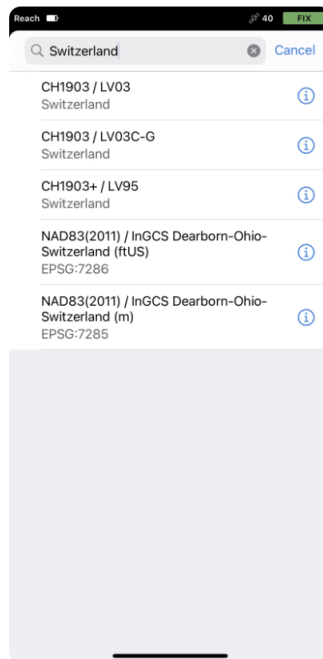 Reach 40 FIX
Switzerland Cancel
CH1903 / LV03
Switzerland
CH1903 / LV03C-G
Switzerland
CH1903+ / LV95
Switzerland
NAD83(2011) / InGCS Dearborn-Ohio-
Switzerland (ftUS)
EPSG:7286
NAD83(2011) / InGCS Dearborn-Ohio-
Switzerland (m)
EPSG:7285